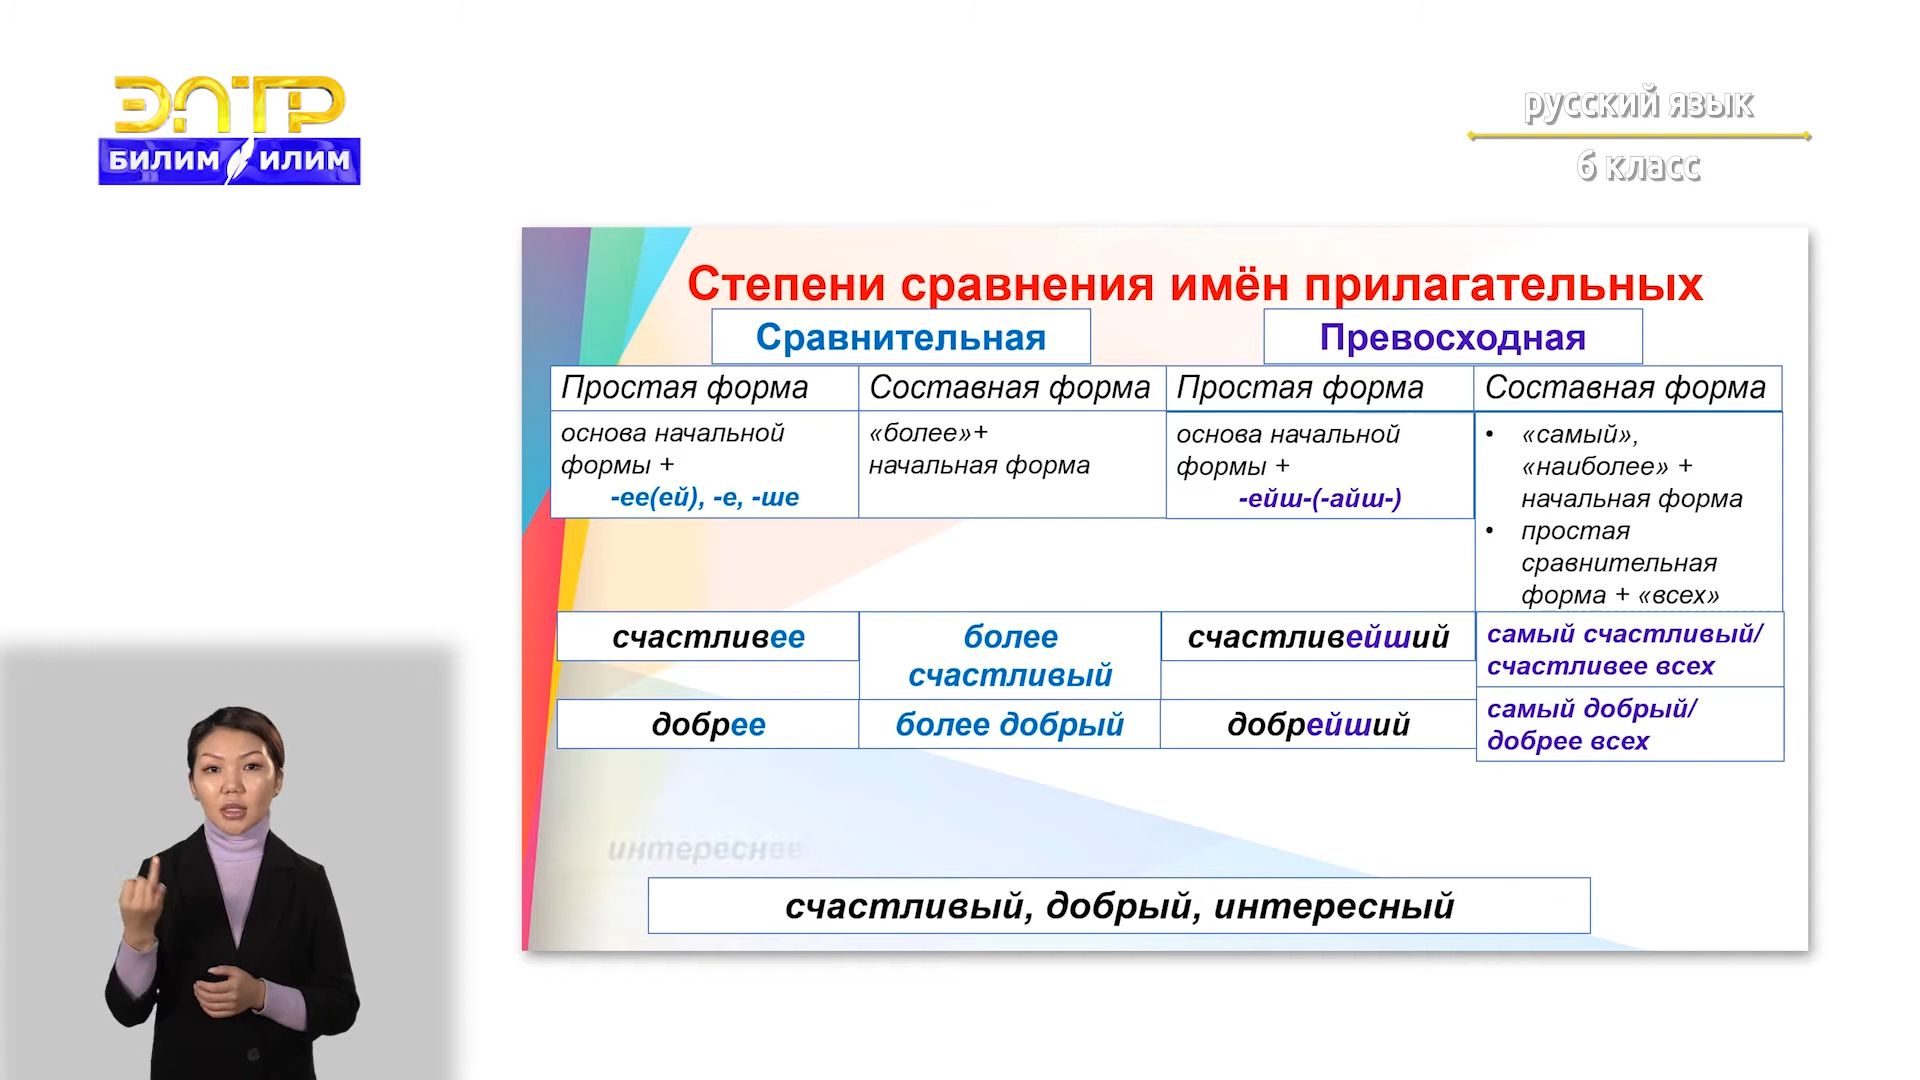 ЭЛТР
БИЛИМ ИЛИМ
русский язык
6 класс
Степени сравнения имён прилагательных
Сравнительная
Превосходная
Простая форма
Составная форма
Простая форма
Составная форма
основа начальной
формы +
-ее(ей), -е, -ше
«более»+
начальная форма
основа начальной
формы +
-ейш-(-айш-)
• «самый»,
«наиболее» +
начальная форма
• простая
сравнительная
форма + «всех»
счастливее
более
счастливый
счастливейший
самый счастливый/
счастливее всех
добрее
более добрый
добрейший
самый добрый/
добрее всех
интереснее
счастливый, добрый, интересный